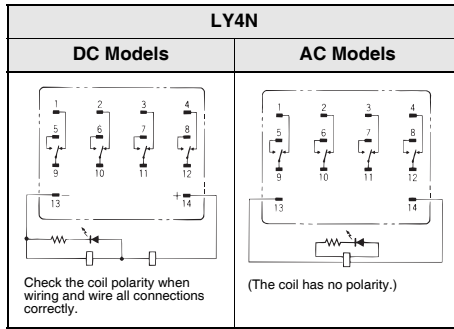 LY4N
DC Models
AC Models
1 2 3 4
5 6 7 8
9 10 11 12
13 − + 14
Check the coil polarity when
wiring and wire all connections
correctly.
1 2 3 4
5 6 7 8
9 10 11 12
13 14
(The coil has no polarity.)